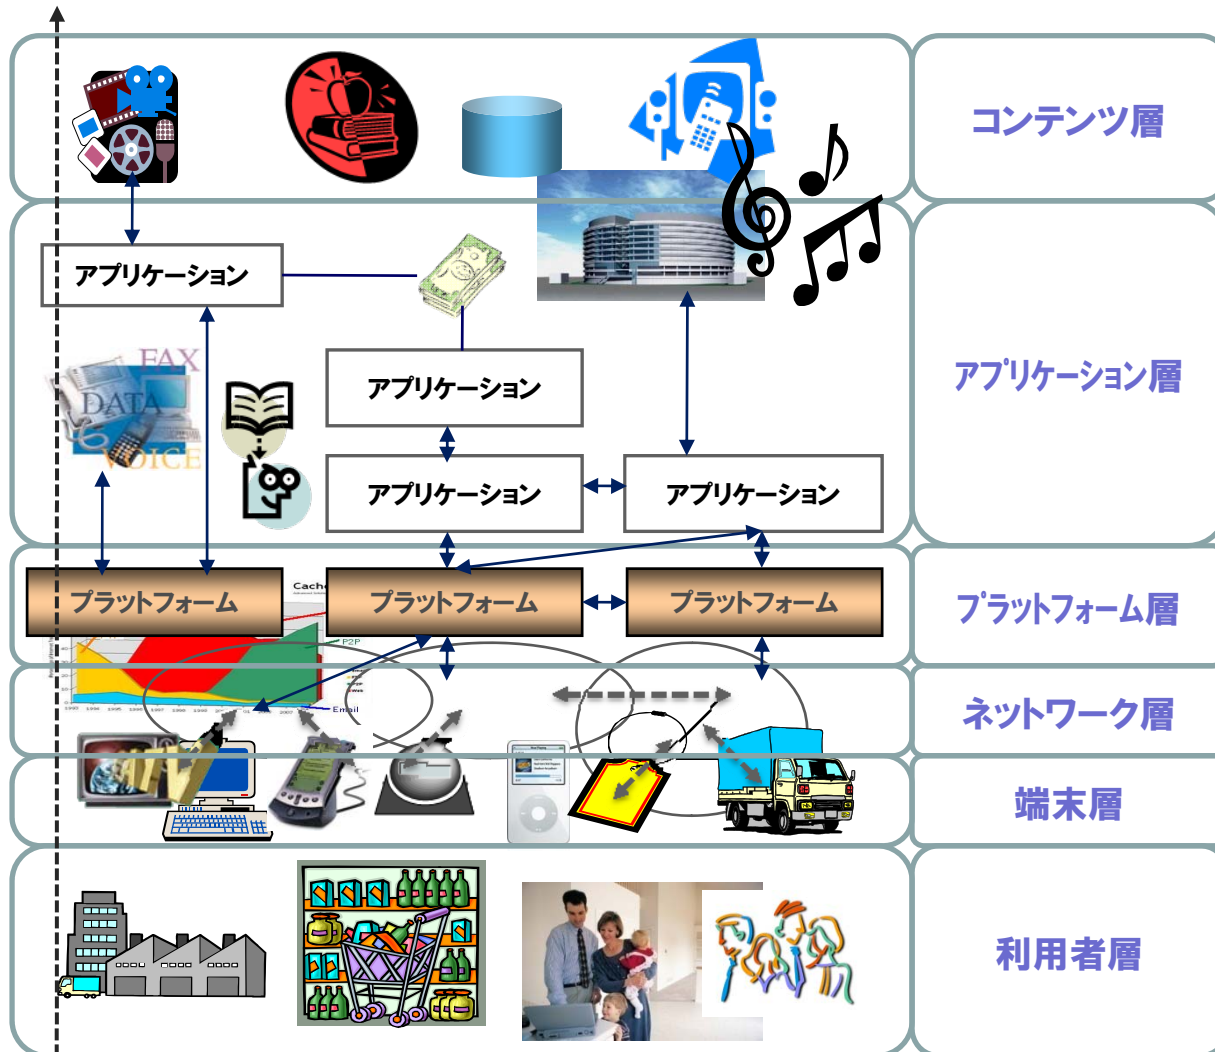 コンテンツ層
アプリケーション
アプリケーション層
FAX
DATA
VOICE
アプリケーション
アプリケーション
アプリケーション
プラットフォーム
プラットフォーム
プラットフォーム
プラットフォーム層
Cache
P2P
Email
ネットワーク層
端末層
利用者層